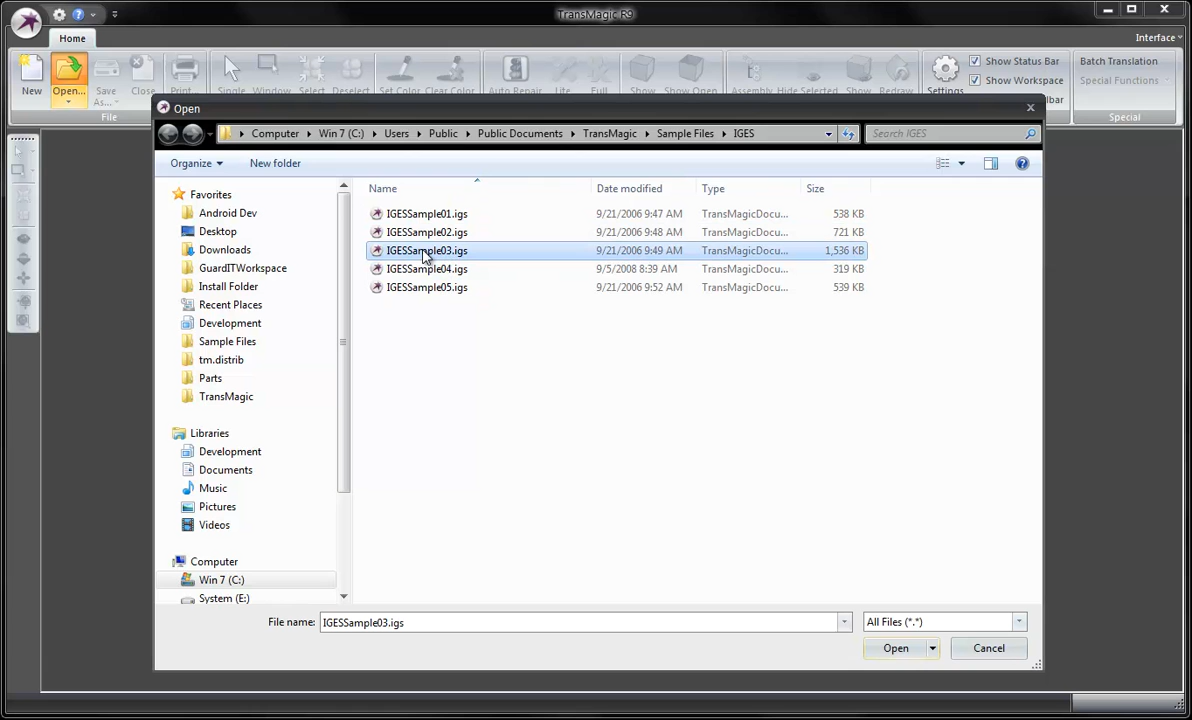 TransMagic R9
Home
Interface
New
Open...
Save As...
Close
Print...
Select
Window
Select
Deselect
Set Color
Clear Color
Auto Repair
Lite
Full
Show
Show Open
Assembly
Hide Selected
Show
Redraw
Settings
Show Status Bar
Show Workspace
Batch Translation
Special Functions
File
Special
Open
Computer
Win 7 (C:)
Users
Public
Public Documents
TransMagic
Sample Files
IGES
Search IGES
Organize
New folder
Name
Date modified
Type
Size
IGESSample01.igs 9/21/2006 9:47 AM TransMagicDocu... 538 KB
IGESSample02.igs 9/21/2006 9:48 AM TransMagicDocu... 721 KB
IGESSample03.igs 9/21/2006 9:49 AM TransMagicDocu... 1,536 KB
IGESSample04.igs 9/5/2008 8:39 AM TransMagicDocu... 319 KB
IGESSample05.igs 9/21/2006 9:52 AM TransMagicDocu... 539 KB
Favorites
Android Dev
Desktop
Downloads
GuardITWorkspace
Install Folder
Recent Places
Development
Sample Files
tm.distrib
Parts
TransMagic
Libraries
Development
Documents
Music
Pictures
Videos
Computer
Win 7 (C:)
System (E:)
File name:
IGESSample03.igs
All Files (*.*)
Open
Cancel